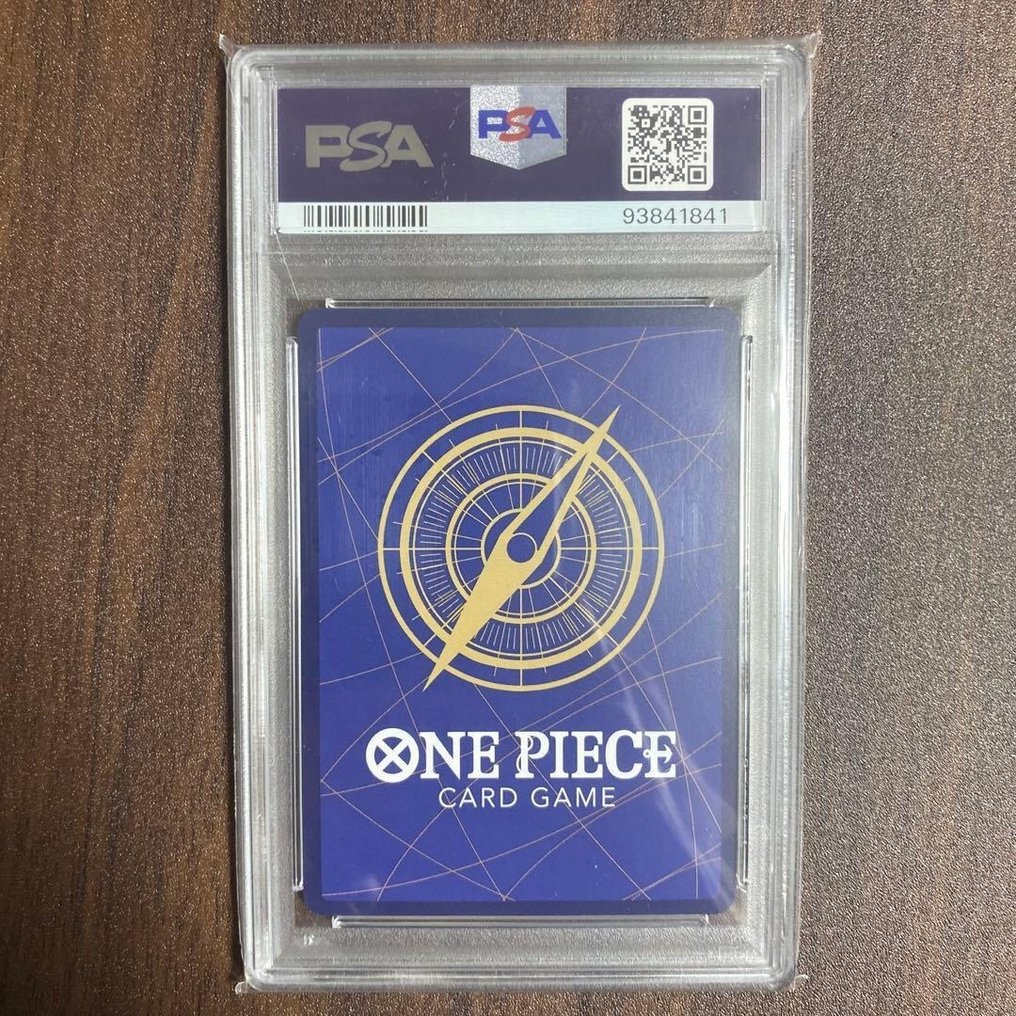 PSA
PSA
93841841
ONE PIECE
CARD GAME